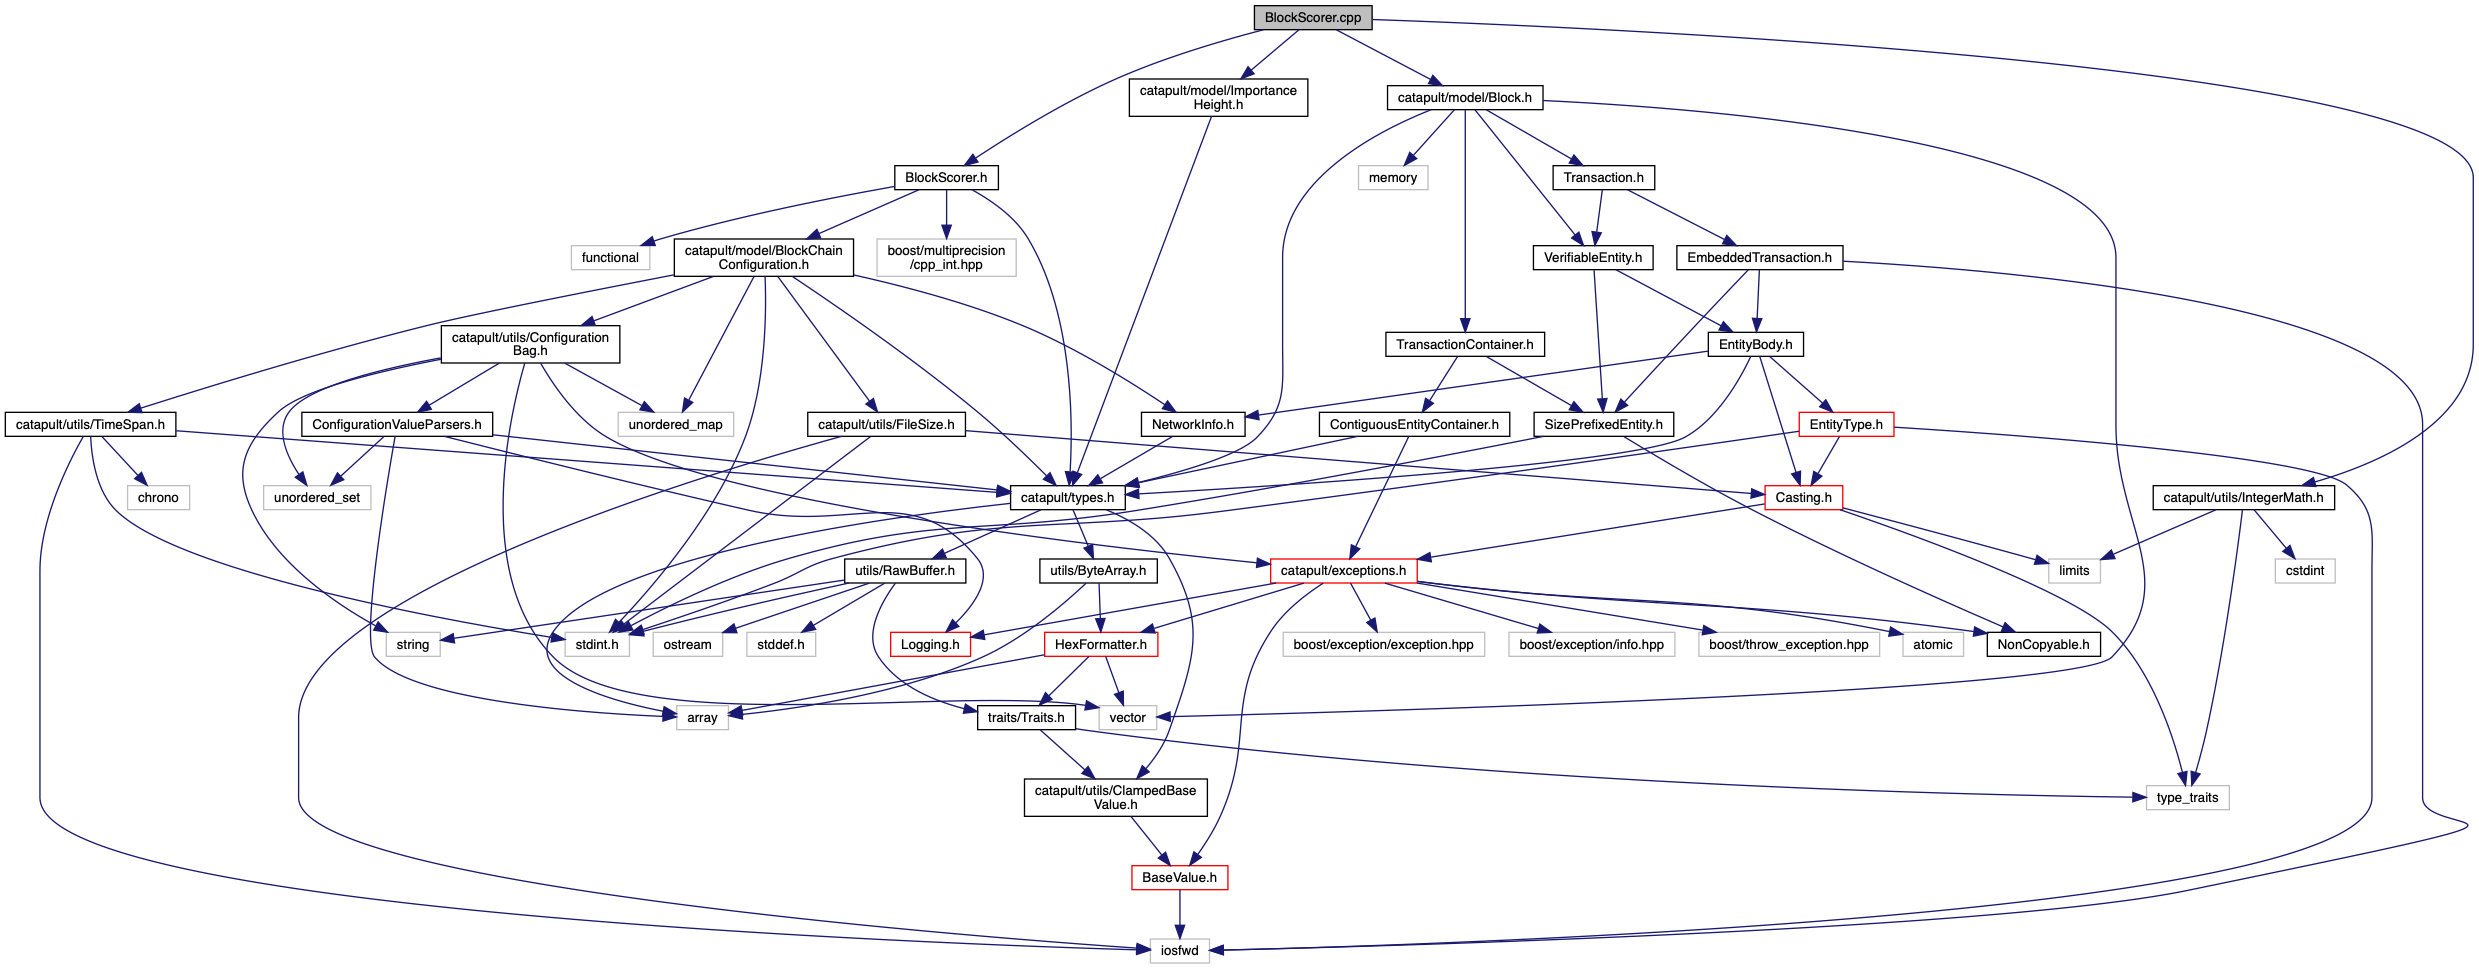 BlockScorer.cpp
catapult/model/Importance
Height.h
catapult/model/Block.h
BlockScorer.h
memory
Transaction.h
functional
catapult/model/BlockChain
Configuration.h
boost/multiprecision
/cpp_int.hpp
VerifiableEntity.h
EmbeddedTransaction.h
catapult/utils/Configuration
Bag.h
TransactionContainer.h
EntityBody.h
catapult/utils/TimeSpan.h
ConfigurationValueParsers.h
unordered_map
catapult/utils/FileSize.h
NetworkInfo.h
ContiguousEntityContainer.h
SizePrefixedEntity.h
EntityType.h
chrono
unordered_set
catapult/types.h
Casting.h
catapult/utils/IntegerMath.h
utils/RawBuffer.h
utils/ByteArray.h
catapult/exceptions.h
limits
cstdint
string
stdint.h
ostream
stddef.h
Logging.h
HexFormatter.h
boost/exception/exception.hpp
boost/exception/info.hpp
boost/throw_exception.hpp
atomic
NonCopyable.h
array
traits/Traits.h
vector
catapult/utils/ClampedBase
Value.h
type_traits
BaseValue.h
iosfwd